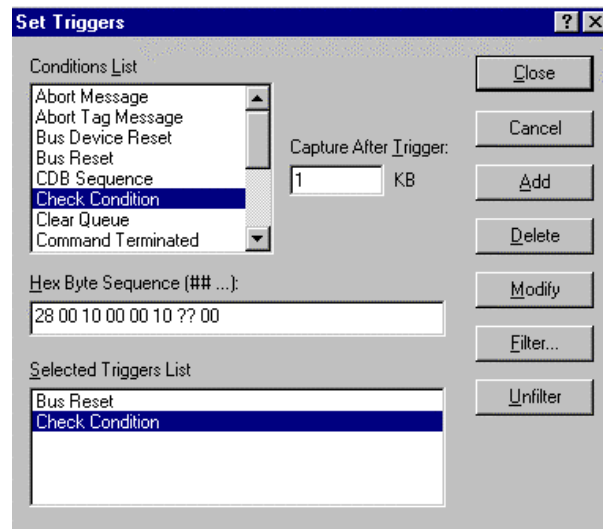 Set Triggers
Conditions List
Abort Message
Abort Tag Message
Bus Device Reset
Bus Reset
CDB Sequence
Check Condition
Clear Queue
Command Terminated
Capture After Trigger:
1 KB
Hex Byte Sequence (## ...):
28 00 10 00 00 10 ?? 00
Selected Triggers List
Bus Reset
Check Condition
Close
Cancel
Add
Delete
Modify
Filter...
Unfilter